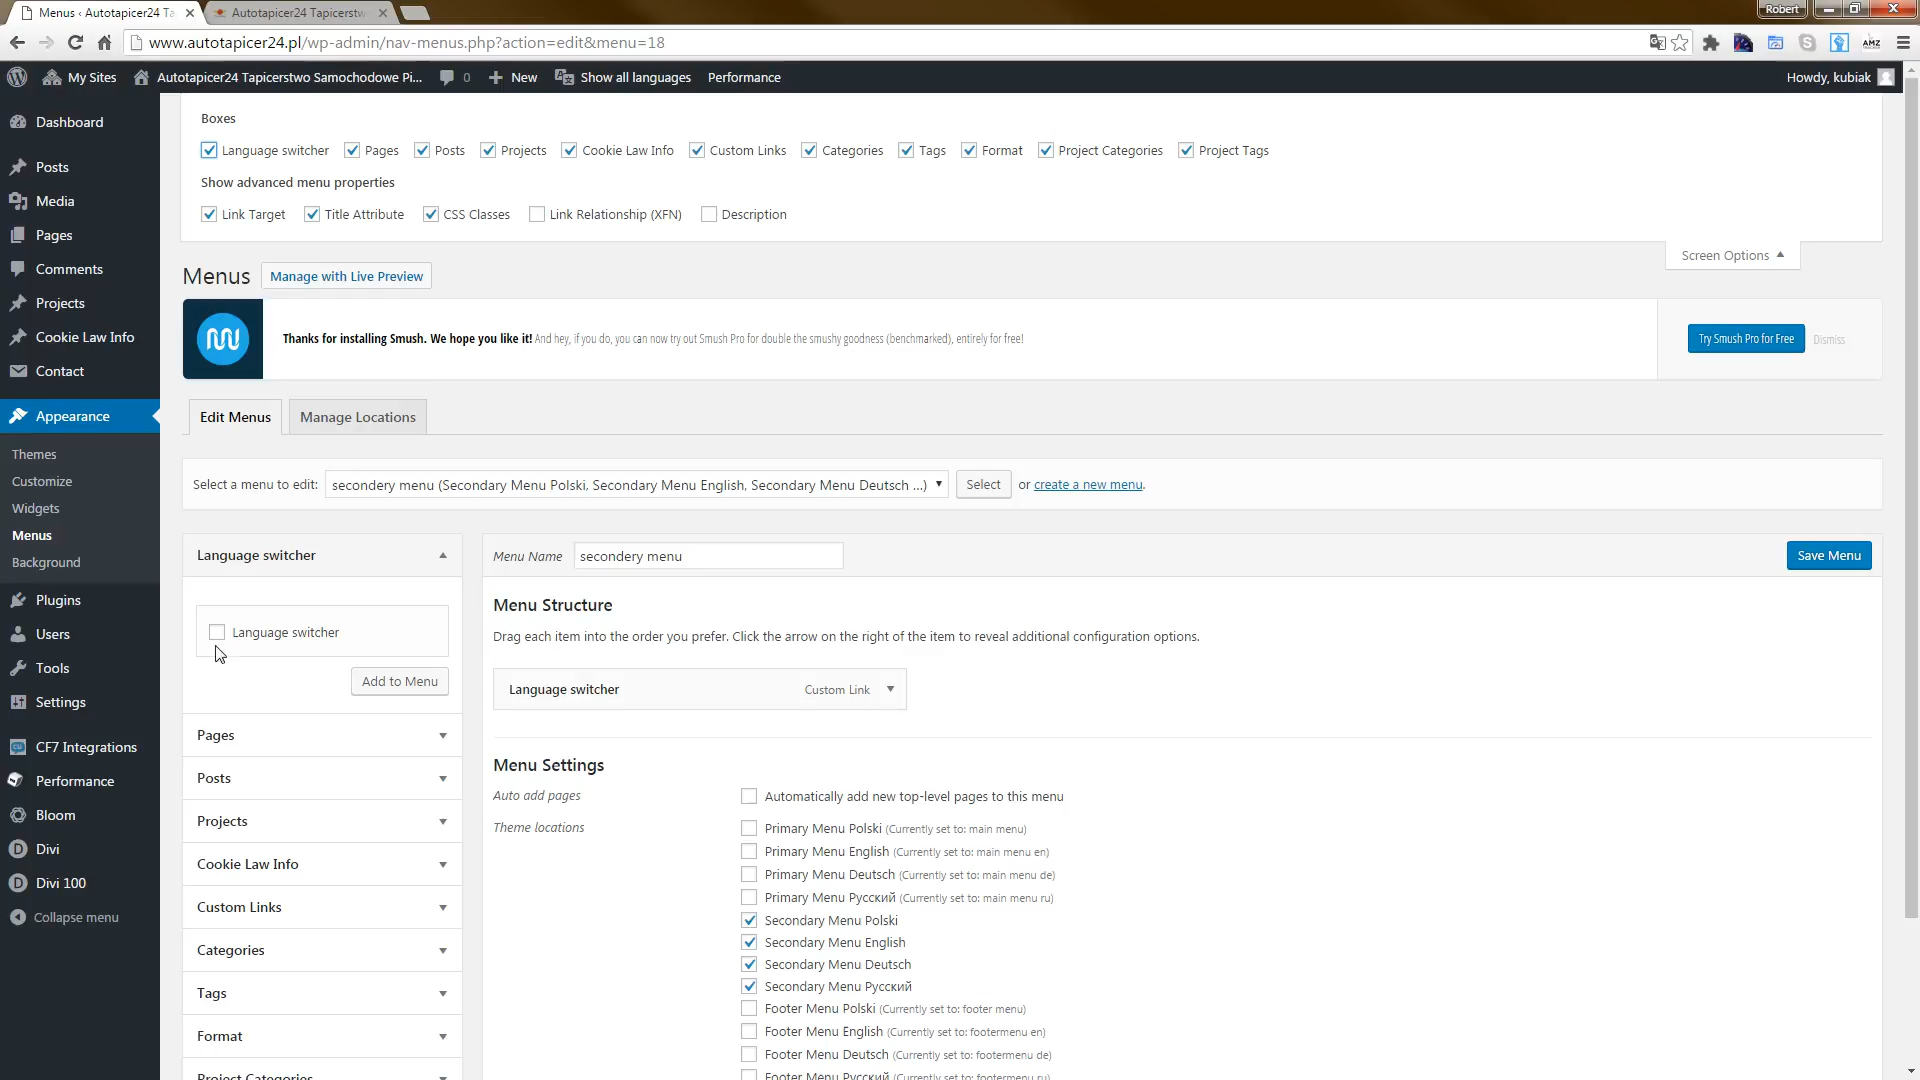 Menus ‹ Autotapicer24 Ta
Autotapicer24 Tapicerstw
Robert
www.autotapicer24.pl/wp-admin/nav-menus.php?action=edit&menu=18
AMZ
My Sites
Autotapicer24 Tapicerstwo Samochodowe Pi...
0
New
Show all languages
Performance
Howdy, kubiak
Dashboard
Posts
Media
Pages
Comments
Projects
Cookie Law Info
Contact
Appearance
Themes
Customize
Widgets
Menus
Background
Plugins
Users
Tools
Settings
CF7 Integrations
Performance
Bloom
Divi
Divi 100
Collapse menu
Boxes
Language switcher Pages Posts Projects Cookie Law Info Custom Links Categories Tags Format Project Categories Project Tags
Show advanced menu properties
Link Target Title Attribute CSS Classes Link Relationship (XFN) Description
Screen Options
Menus
Manage with Live Preview
Thanks for installing Smush. We hope you like it! And hey, if you do, you can now try out Smush Pro for double the smushy goodness (benchmarked), entirely for free!
Try Smush Pro for Free
Dismiss
Edit Menus
Manage Locations
Select a menu to edit: secondery menu (Secondary Menu Polski, Secondary Menu English, Secondary Menu Deutsch ...) Select or create a new menu.
Language switcher
Language switcher
Add to Menu
Pages
Posts
Projects
Cookie Law Info
Custom Links
Categories
Tags
Format
Project Categories
Menu Name secondery menu
Save Menu
Menu Structure
Drag each item into the order you prefer. Click the arrow on the right of the item to reveal additional configuration options.
Language switcher Custom Link
Menu Settings
Auto add pages
Automatically add new top-level pages to this menu
Theme locations
Primary Menu Polski (Currently set to: main menu)
Primary Menu English (Currently set to: main menu en)
Primary Menu Deutsch (Currently set to: main menu de)
Primary Menu Русский (Currently set to: main menu ru)
Secondary Menu Polski
Secondary Menu English
Secondary Menu Deutsch
Secondary Menu Русский
Footer Menu Polski (Currently set to: footer menu)
Footer Menu English (Currently set to: footermenu en)
Footer Menu Deutsch (Currently set to: footermenu de)
Footer Menu Русский (Currently set to: footermenu ru)